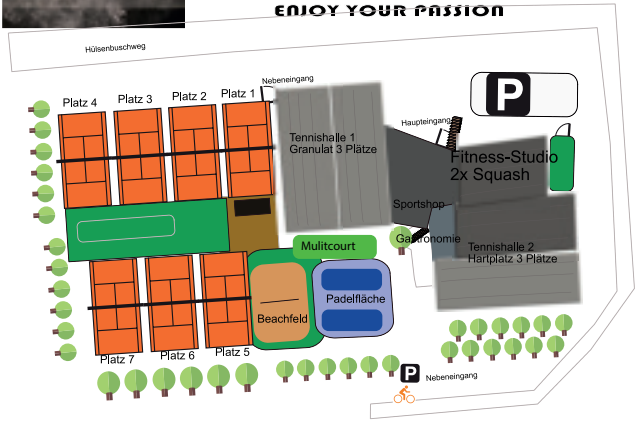 ENJOY YOUR PASSION
Hülsenbuschweg
Nebeneingang
P
Platz 4
Platz 3
Platz 2
Platz 1
Haupteingang
Tennishalle 1
Granulat 3 Plätze
Fitness-Studio
2x Squash
Sportshop
Gastronomie
Mulitcourt
Tennishalle 2
Hartplatz 3 Plätze
Padelfläche
Beachfeld
Platz 7
Platz 6
Platz 5
P
Nebeneingang